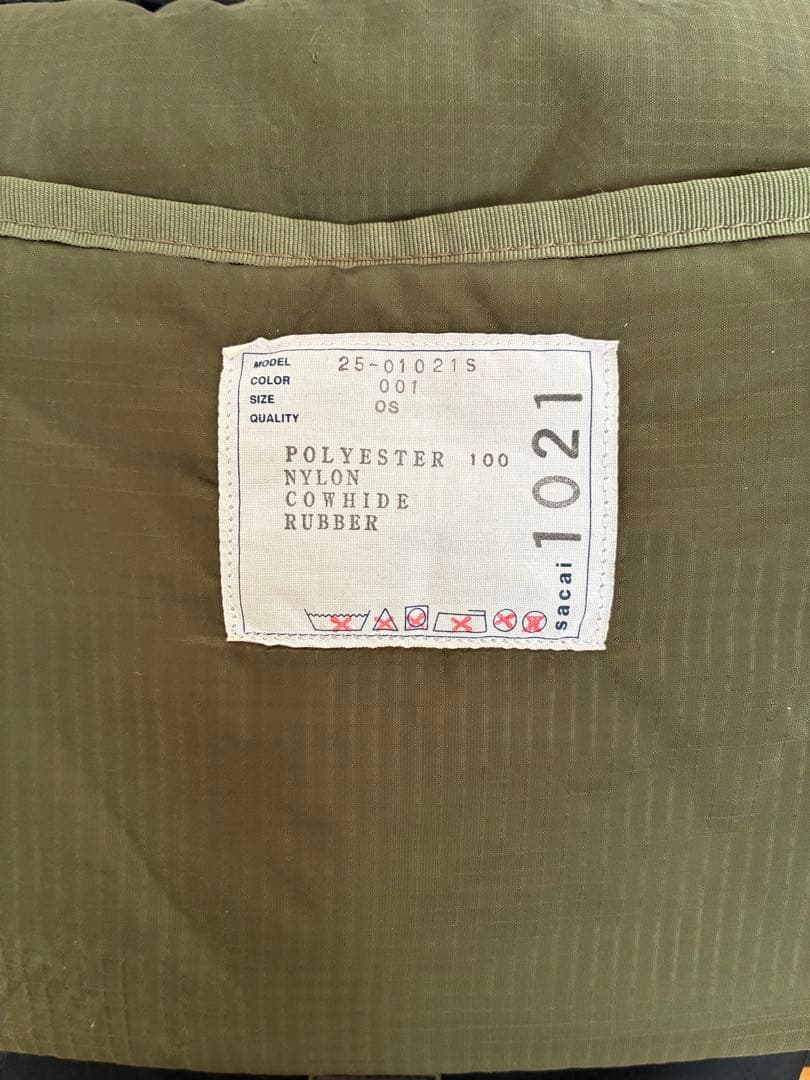 MODEL 25-01021S
COLOR 001
SIZE OS
QUALITY
POLYESTER 100
NYLON
COWHIDE
RUBBER
sacai 1021